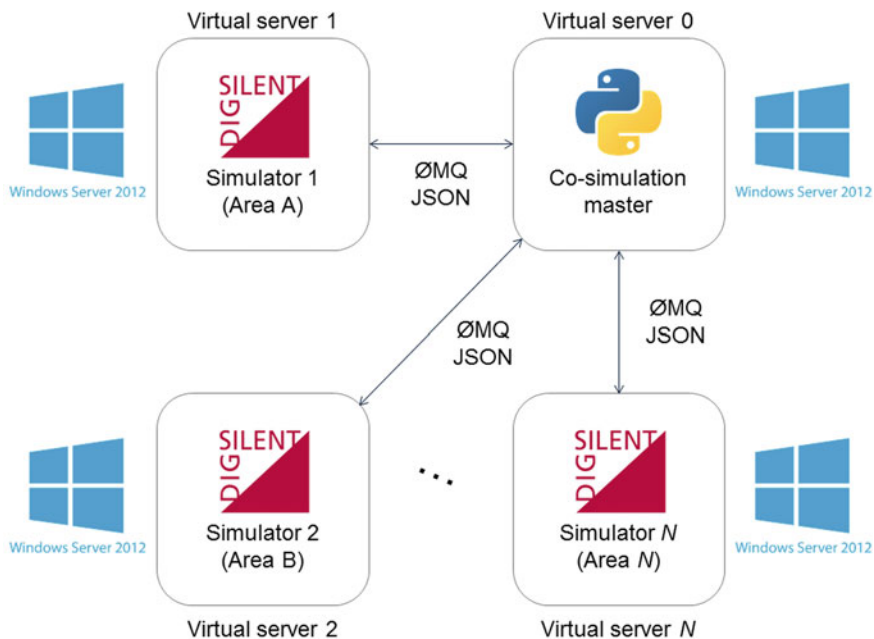 Virtual server 1
Virtual server 0
DIG
SILENT
Simulator 1
(Area A)
Windows Server 2012
ØMQ
JSON
Co-simulation
master
Windows Server 2012
ØMQ
JSON
ØMQ
JSON
DIG
SILENT
Simulator 2
(Area B)
Windows Server 2012
...
DIG
SILENT
Simulator N
(Area N)
Windows Server 2012
Virtual server 2
Virtual server N